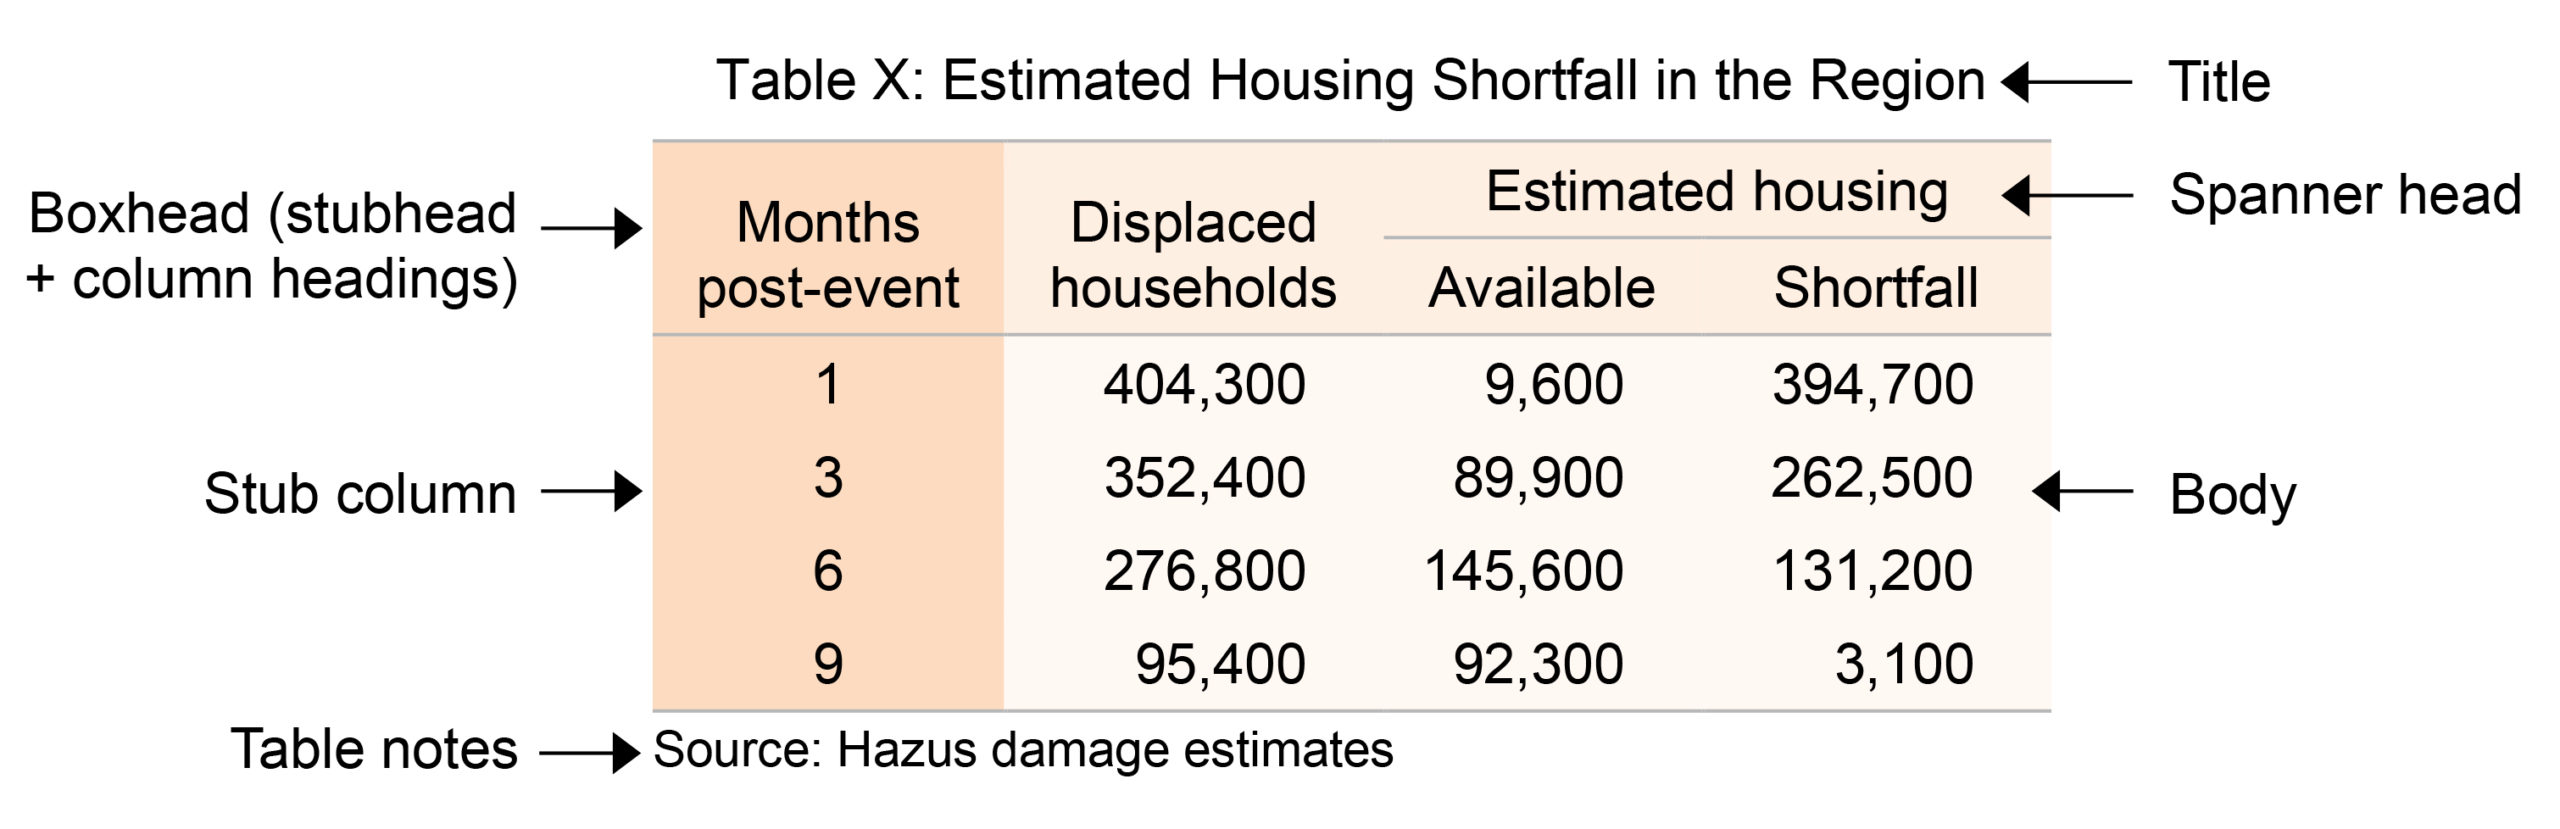 Table X: Estimated Housing Shortfall in the Region
Title
Boxhead (stubhead
+ column headings)
Months
post-event
Displaced
households
Estimated housing
Spanner head
Available
Shortfall
1 404,300 9,600 394,700
Stub column
3 352,400 89,900 262,500
Body
6 276,800 145,600 131,200
9 95,400 92,300 3,100
Table notes
Source: Hazus damage estimates